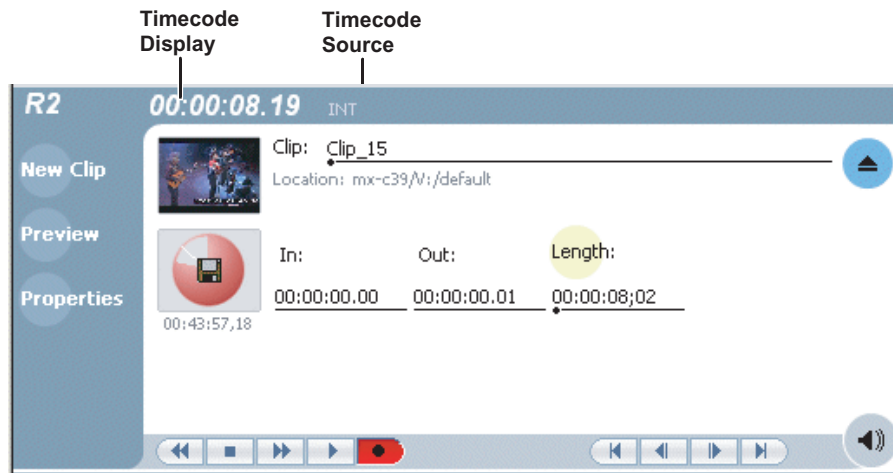 Timecode
Display
Timecode
Source
R2
00:00:08.19
INT
New Clip
Preview
Properties
Clip: Clip_15
Location: mx-c39/V:/default
In:
Out:
Length:
00:00:00.00
00:00:00.01
00:00:08;02
00:43:57,18